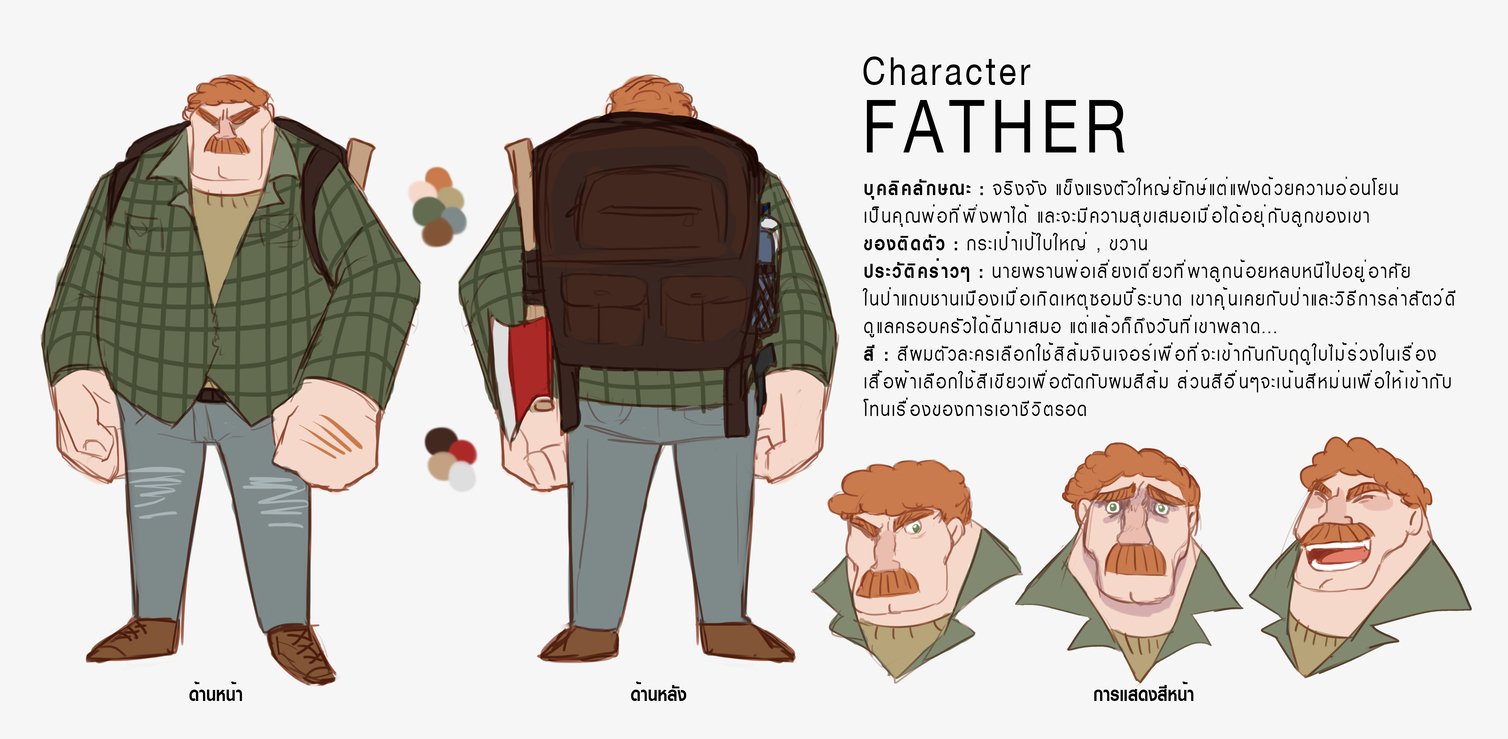 Character
FATHER
บุคลิคลักษณะ : จริงจัง แข็งแรงตัวใหญ่ยักษ์แต่แฝงด้วยความอ่อนโยน
เป็นคุณพ่อที่พึ่งพาได้ และจะมีความสุขเสมอเมื่อได้อยู่กับลูกของเขา
ของติดตัว : กระเป๋าเป้ใบใหญ่ , ขวาน
ประวัติคร่าวๆ : นายพรานพ่อเลี้ยงเดี่ยวที่พาลูกน้อยหลบหนีไปอยู่อาศัย
ในป่าแถบชานเมืองเมื่อเกิดเหตุซอมบี้ระบาด เขาคุ้นเคยกับป่าและวิธีการล่าสัตว์ดี
ดูแลครอบครัวได้ดีมาเสมอ แต่แล้วก็ถึงวันที่เขาพลาด...
สี : สีผมตัวละครเลือกใช้สีส้มจินเจอร์เพื่อที่จะเข้ากันกับฤดูใบไม้ร่วงในเรื่อง
เสื้อผ้าเลือกใช้สีเขียวเพื่อตัดกับผมสีส้ม ส่วนสีอื่นๆจะเน้นสีหม่นเพื่อให้เข้ากับ
โทนเรื่องของการเอาชีวิตรอด
ด้านหน้า
ด้านหลัง
การแสดงสีหน้า